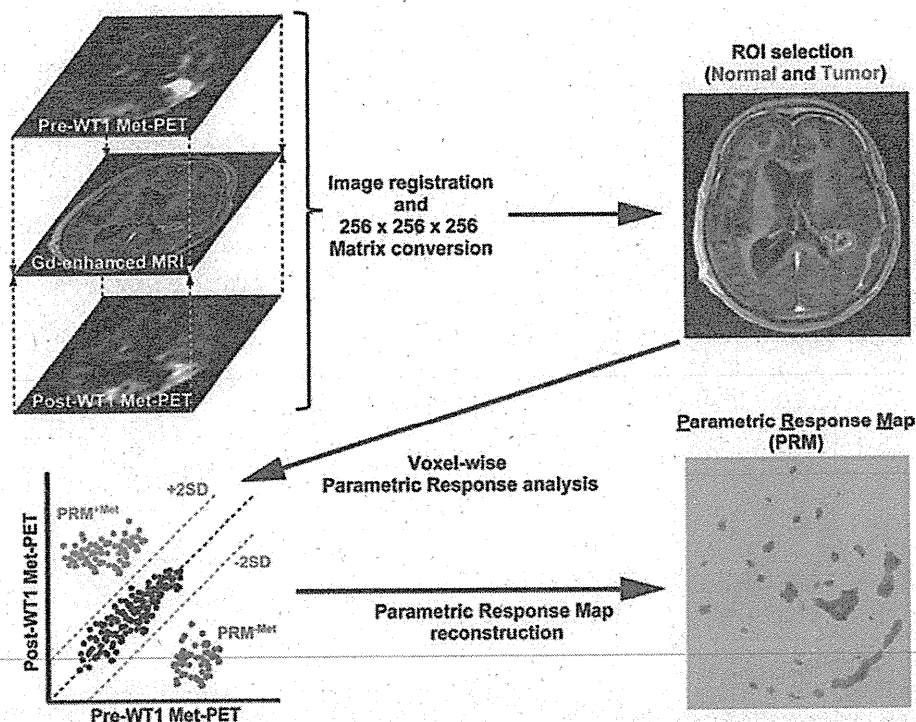 Pre-WT1 Met-PET
Gd-enhanced MRI
Post-WT1 Met-PET
Image registration
and
256 x 256 x 256
Matrix conversion
ROI selection
(Normal and Tumor)
Voxel-wise
Parametric Response analysis
Post-WT1 Met-PET
Pre-WT1 Met-PET
PRM+Met
+2SD
-2SD
PRM-Met
Parametric Response Map
reconstruction
Parametric Response Map
(PRM)